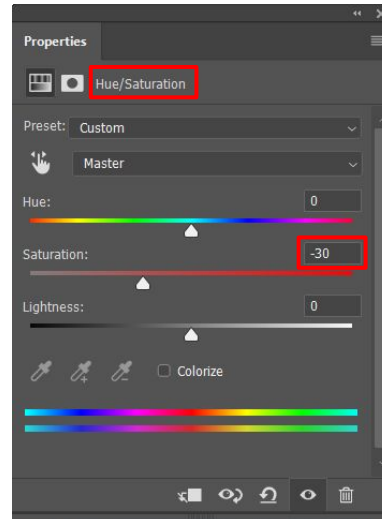 Properties
Hue/Saturation
Preset: Custom
Master
Hue: 0
Saturation: -30
Lightness: 0
Colorize